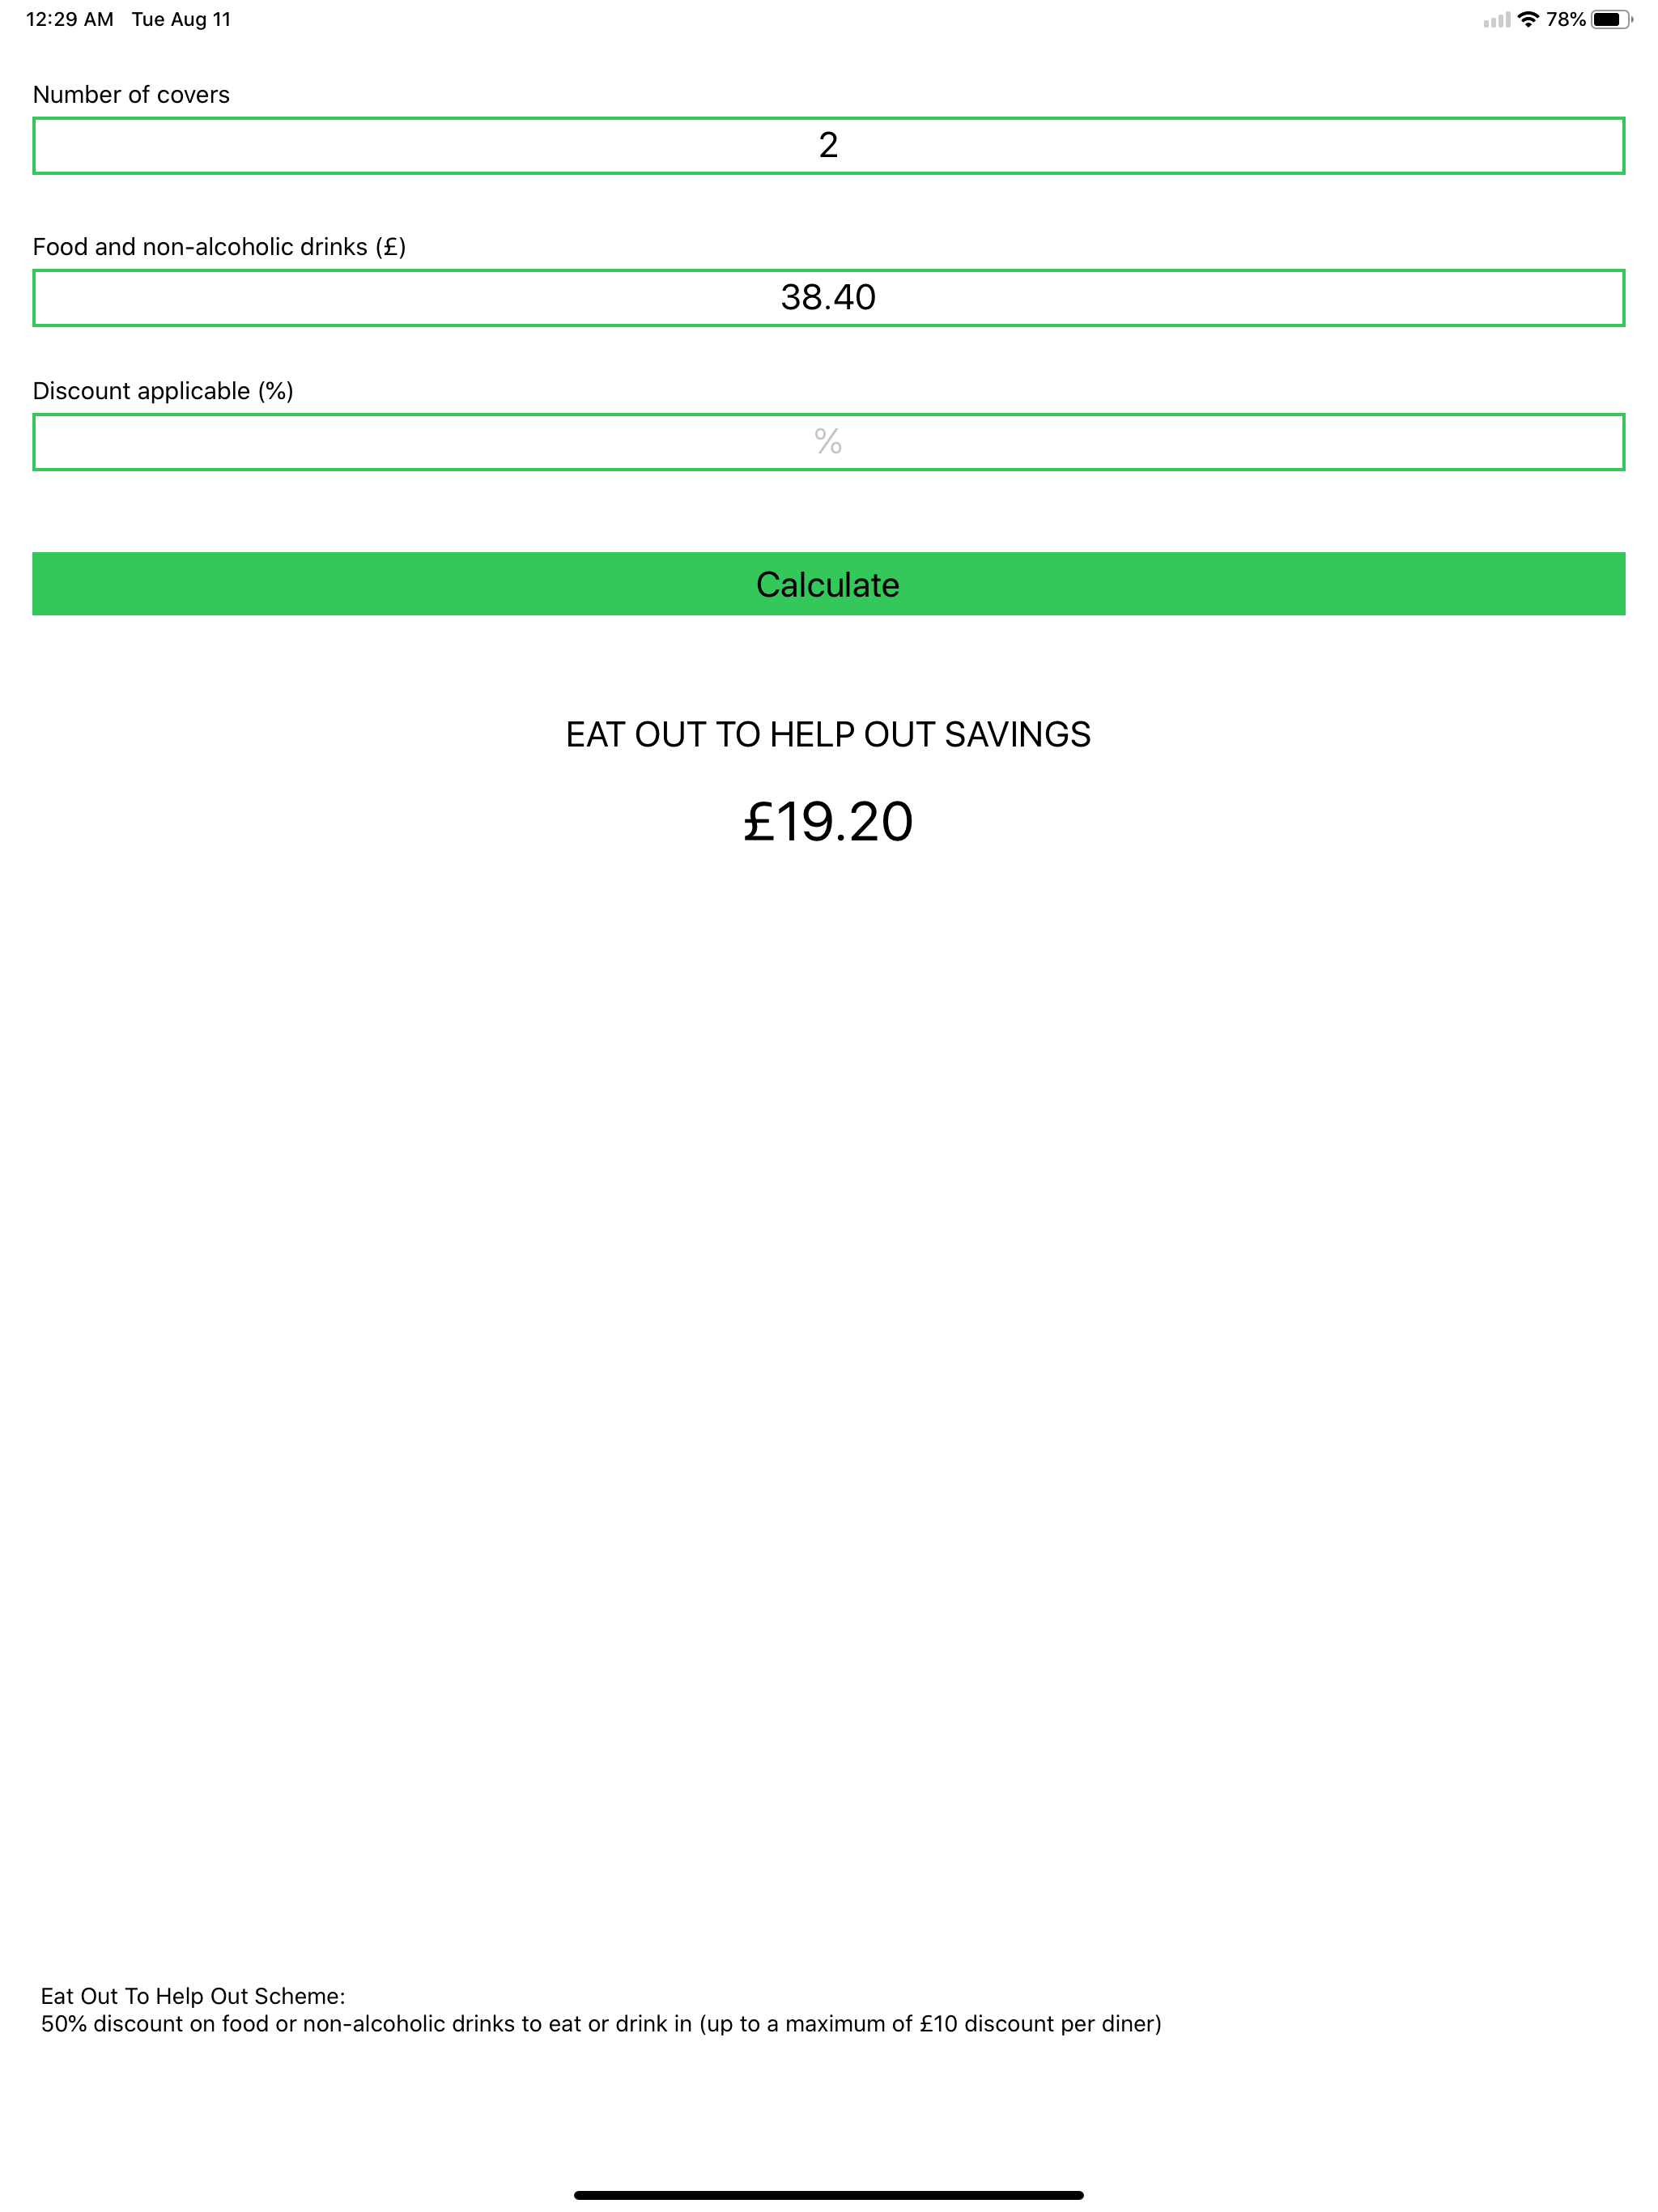 12:29 AM Tue Aug 11 78%
Number of covers
2
Food and non-alcoholic drinks (£)
38.40
Discount applicable (%)
%
Calculate
EAT OUT TO HELP OUT SAVINGS
£19.20
Eat Out To Help Out Scheme:
50% discount on food or non-alcoholic drinks to eat or drink in (up to a maximum of £10 discount per diner)